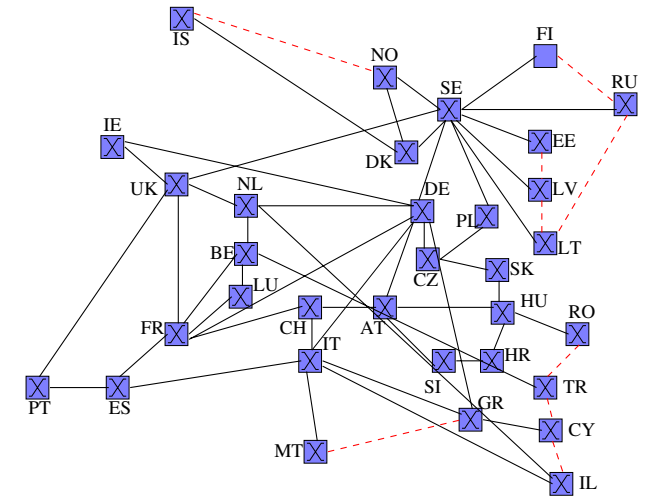 IS
NO
FI
SE
RU
IE
DK
EE
UK
NL
DE
LV
PL
BE
LT
CZ
SK
LU
HU
RO
FR
CH
AT
IT
SI
HR
TR
PT
ES
GR
CY
MT
IL